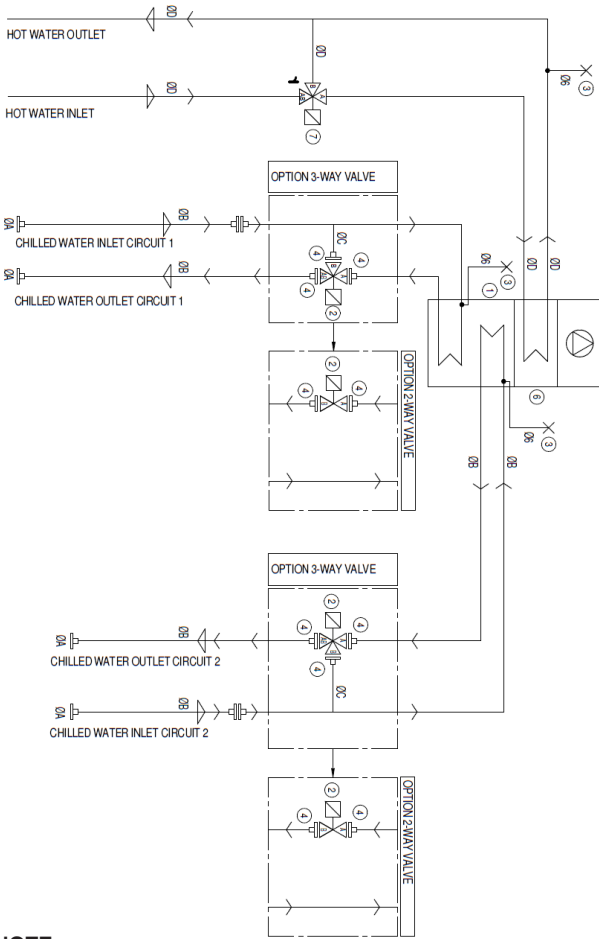 ØD
HOT WATER OUTLET
ØD
Ø6
3
ØD
B
AB
A
HOT WATER INLET
7
OPTION 3-WAY VALVE
ØA
ØB
CHILLED WATER INLET CIRCUIT 1
ØC
4
B
4
AB
A
ØA
ØB
CHILLED WATER OUTLET CIRCUIT 1
4
2
Ø6
3
ØD
ØD
1
2
4
4
A
OPTION 2-WAY VALVE
6
Ø6
3
ØB
ØB
OPTION 3-WAY VALVE
2
4
4
AB
A
ØA
ØB
CHILLED WATER OUTLET CIRCUIT 2
4
ØC
ØA
ØB
CHILLED WATER INLET CIRCUIT 2
2
4
4
A
OPTION 2-WAY VALVE